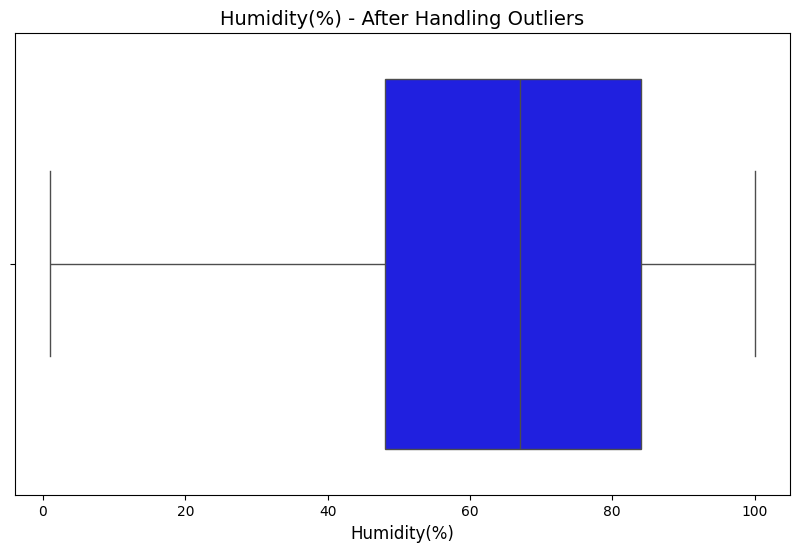 Humidity(%) - After Handling Outliers
0 20 40 60 80 100
Humidity(%)